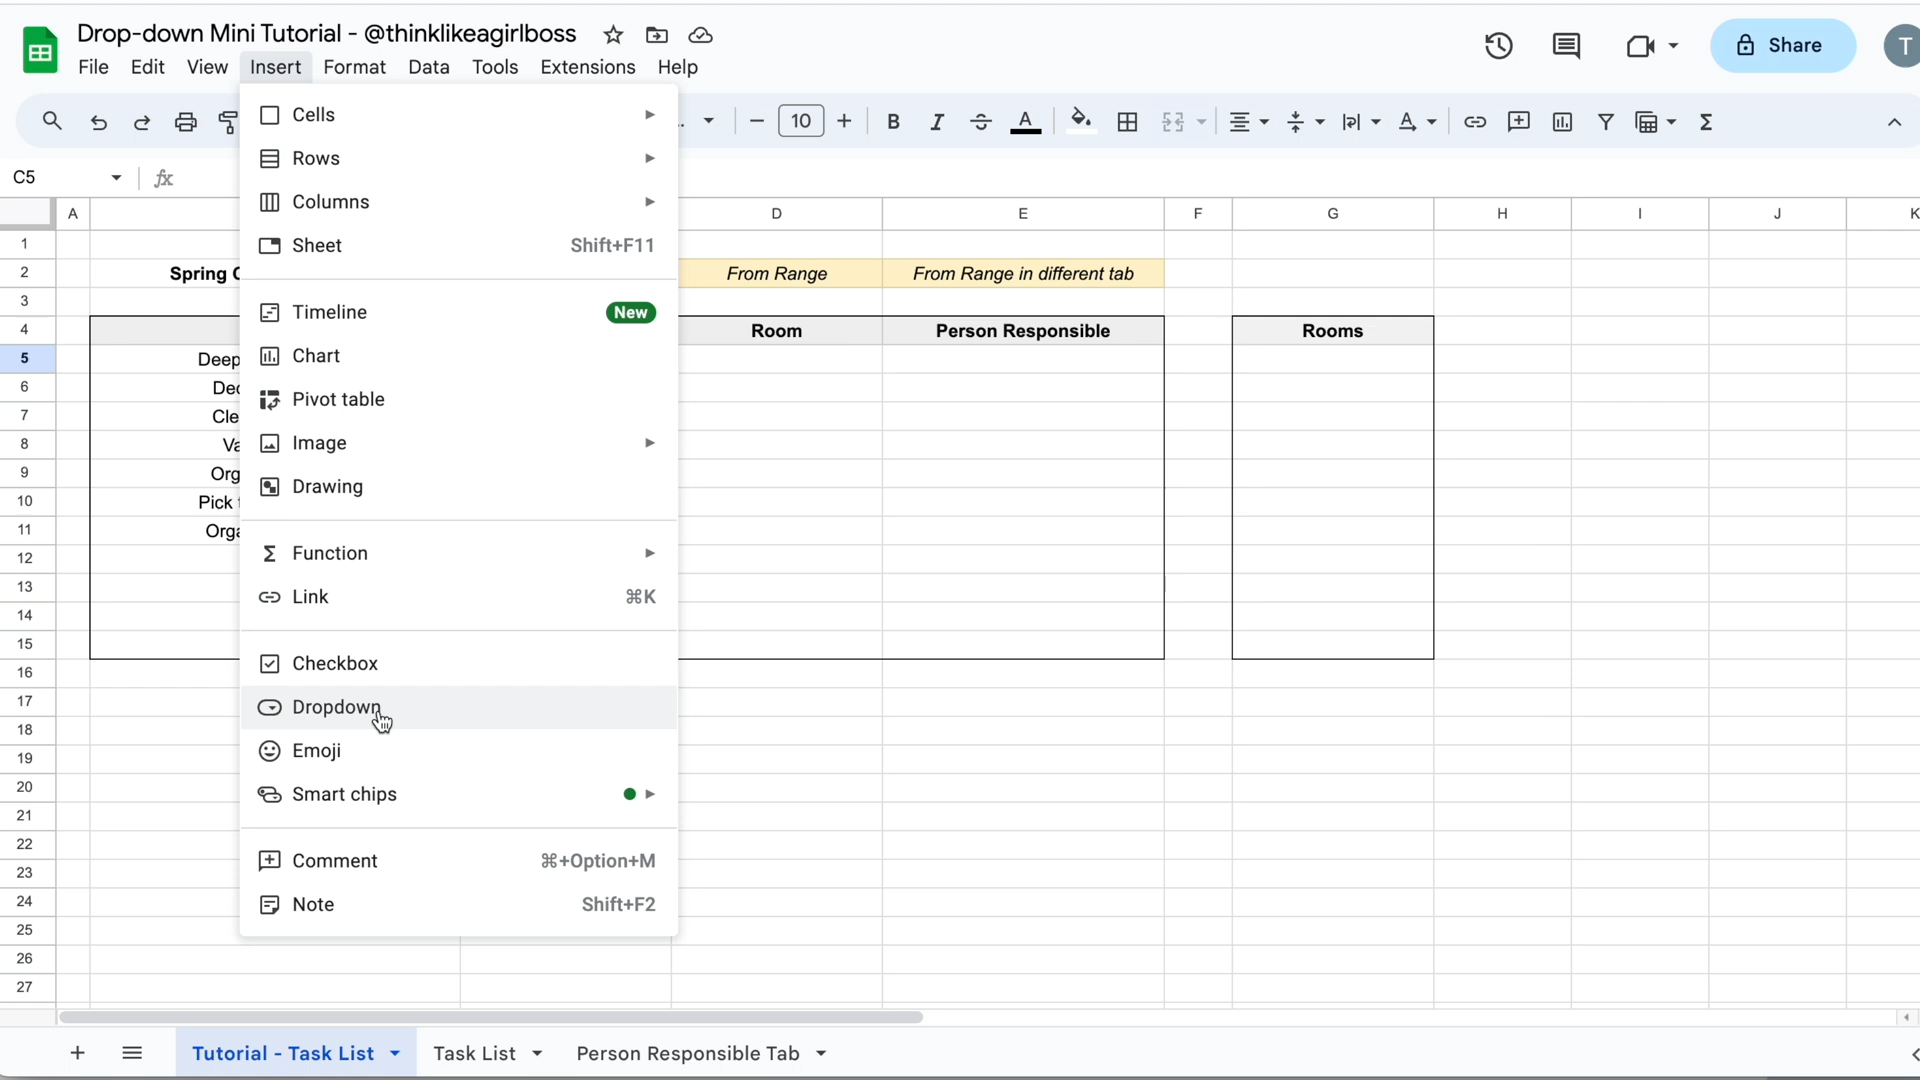 Drop-down Mini Tutorial - @thinklikeagirlboss
File Edit View Insert Format Data Tools Extensions Help
Share
T
10
C5
fx
A D E F G H I J K
1
2 Spring From Range From Range in different tab
3
4 Room Person Responsible Rooms
5 Deep
6
7
8
9
10 Pick
11
12
13
14
15
16
17
18
19
20
21
22
23
24
25
26
27
Cells
Rows
Columns
Sheet Shift+F11
Timeline New
Chart
Pivot table
Image
Drawing
Function
Link ⌘K
Checkbox
Dropdown
Emoji
Smart chips
Comment ⌘+Option+M
Note Shift+F2
Tutorial - Task List Task List Person Responsible Tab